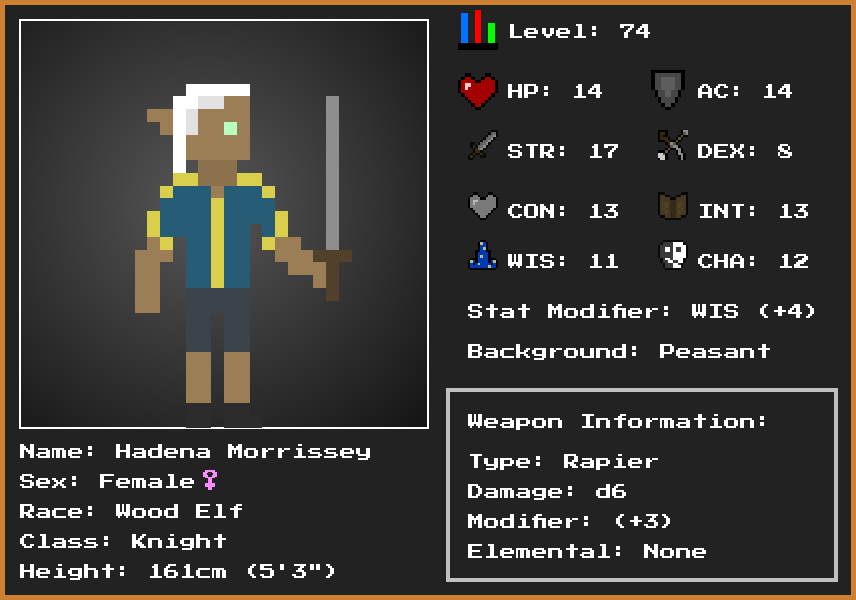 Level: 74
HP: 14
AC: 14
STR: 17
DEX: 8
CON: 13
INT: 13
WIS: 11
CHA: 12
Stat Modifier: WIS (+4)
Background: Peasant
Name: Hadena Morrissey
Sex: Female♀
Race: Wood Elf
Class: Knight
Height: 161cm (5'3")
Weapon Information:
Type: Rapier
Damage: d6
Modifier: (+3)
Elemental: None